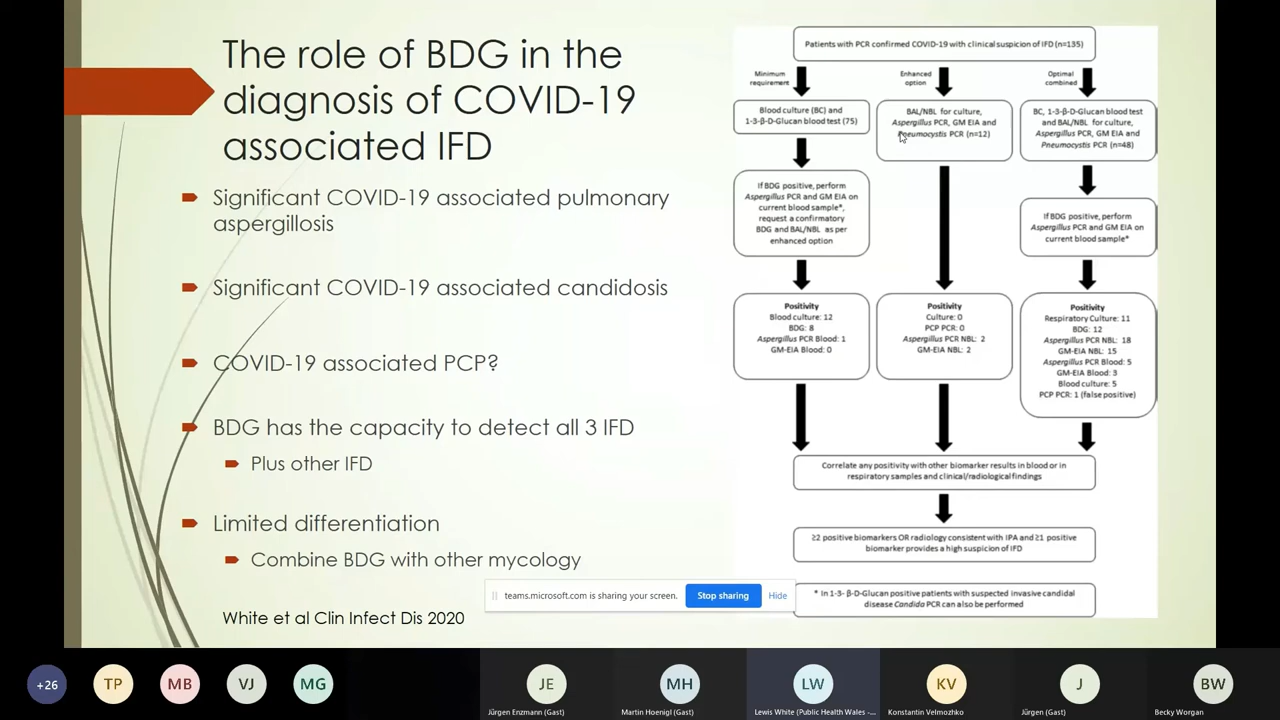 The role of BDG in the
diagnosis of COVID-19
associated IFD
Significant COVID-19 associated pulmonary
aspergillosis
Significant COVID-19 associated candidosis
COVID-19 associated PCP?
BDG has the capacity to detect all 3 IFD
Plus other IFD
Limited differentiation
Combine BDG with other mycology
White et al Clin Infect Dis 2020
Patients with PCR confirmed COVID-19 with clinical suspicion of IFD (n=135)
Minimum
requirement
Enhanced
option
Optimal
combined
Blood culture (BC) and
1-3-β-D-Glucan blood test (75)
BAL/NBL for culture,
Aspergillus PCR, GM EIA and
Pneumocystis PCR (n=12)
BC, 1-3-β-D-Glucan blood test
and BAL/NBL for culture,
Aspergillus PCR, GM EIA and
Pneumocystis PCR (n=48)
If BDG positive, perform
Aspergillus PCR and GM EIA on
current blood sample*,
request a confirmatory
BDG and BAL/NBL as per
enhanced option
If BDG positive, perform
Aspergillus PCR and GM EIA on
current blood sample*
Positivity
Blood culture: 12
BDG: 8
Aspergillus PCR Blood: 1
GM-EIA Blood: 0
Positivity
Culture: 0
PCP PCR: 0
Aspergillus PCR NBL: 2
GM-EIA NBL: 2
Positivity
Respiratory Culture: 11
BDG: 12
Aspergillus PCR NBL: 18
GM-EIA NBL: 15
Aspergillus PCR Blood: 5
GM-EIA Blood: 3
Blood culture: 5
PCP PCR: 1 (false positive)
Correlate any positivity with other biomarker results in blood or in
respiratory samples and clinical/radiological findings
≥2 positive biomarkers OR radiology consistent with IPA and ≥1 positive
biomarker provides a high suspicion of IFD
* In 1-3- β-D-Glucan positive patients with suspected invasive candidal
disease Candida PCR can also be performed
teams.microsoft.com is sharing your screen.
Stop sharing
Hide
+26
TP
MB
VJ
MG
JE
Jürgen Enzmann (Gast)
MH
Martin Hoenigl (Gast)
LW
Lewis White (Public Health Wales -...
KV
Konstantin Velmozhko
J
Jürgen (Gast)
BW
Becky Worgan